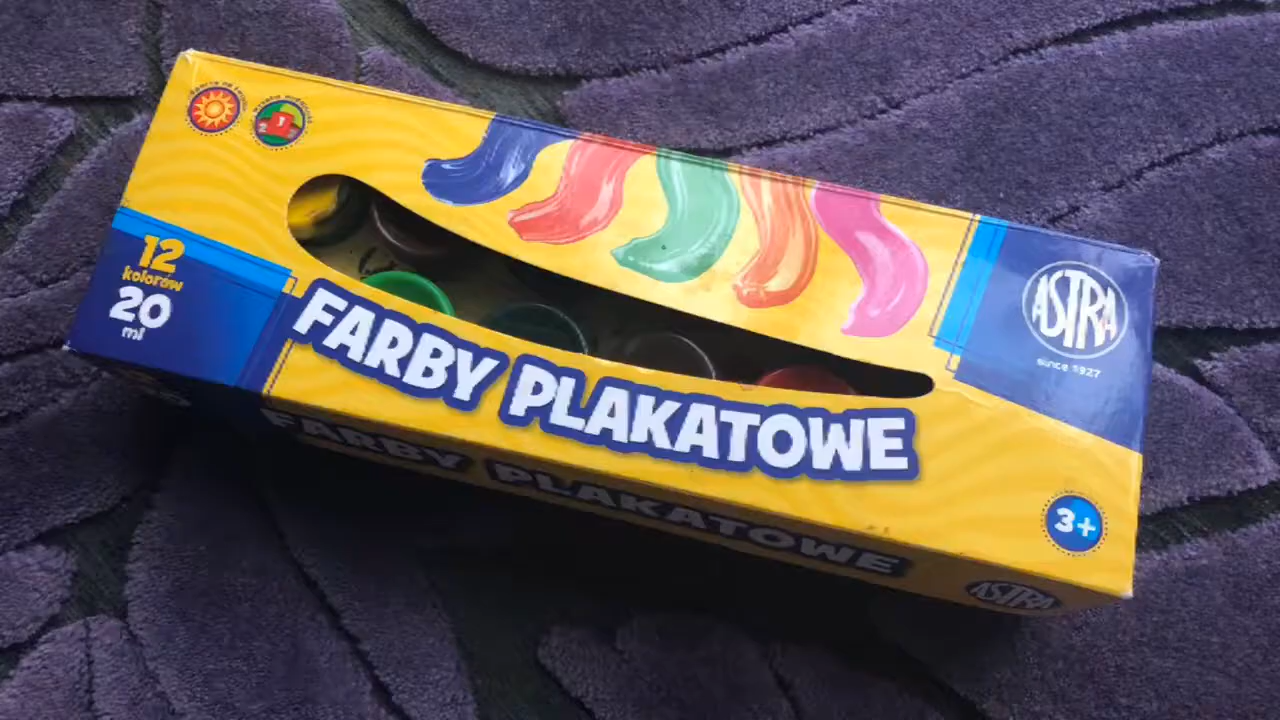 12
kolorów
20
ml
FARBY PLAKATOWE
ASTRA
since 1927
3+
FARBY PLAKATOWE
ASTRA